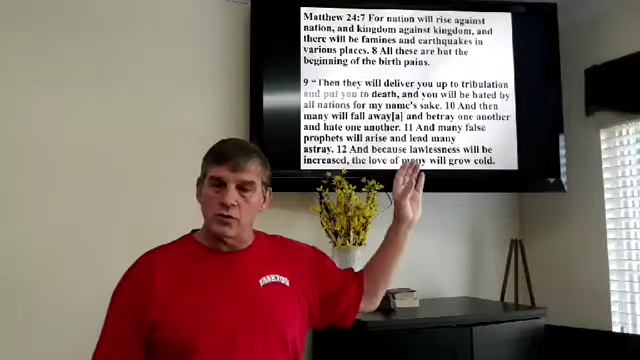 Matthew 24:7 For nation will rise against
nation, and kingdom against kingdom, and
there will be famines and earthquakes in
various places. 8 All these are but the
beginning of the birth pains.
9 “Then they will deliver you up to tribulation
and put you to death, and you will be hated by
all nations for my name's sake. 10 And then
many will fall away[a] and betray one another
and hate one another. 11 And many false
prophets will arise and lead many
astray. 12 And because lawlessness will be
increased, the love of many will grow cold.